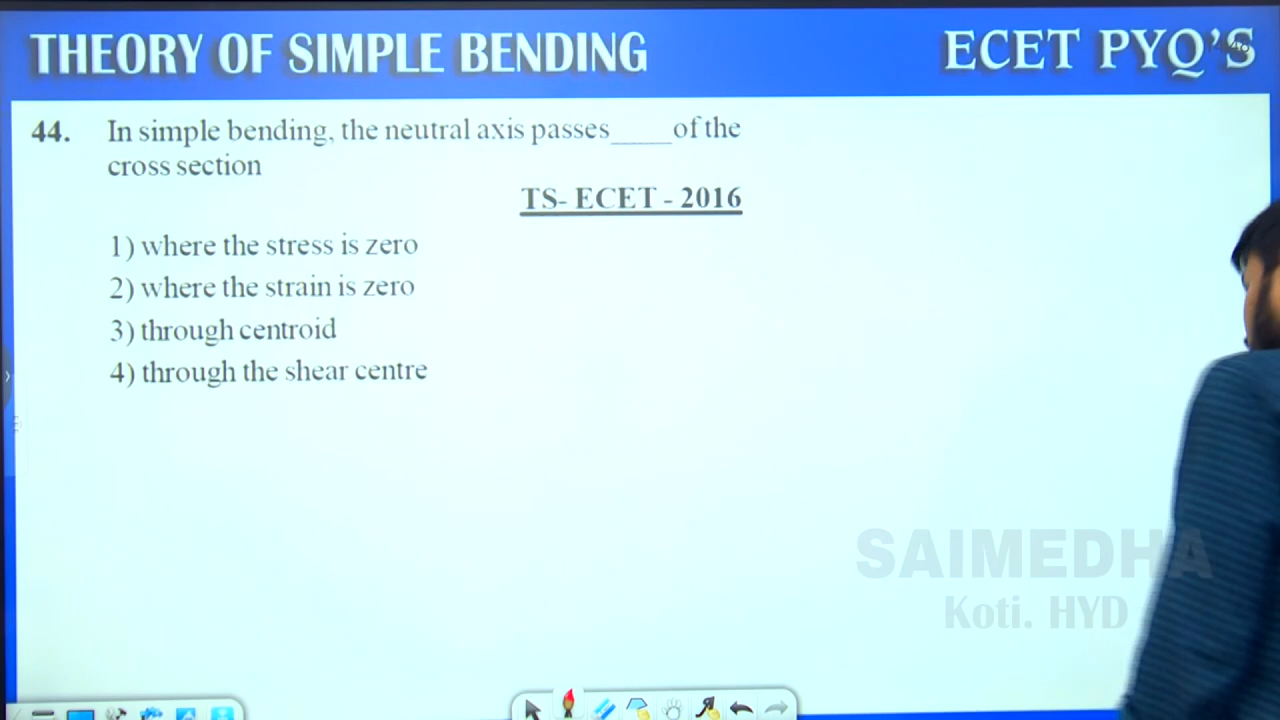 THEORY OF SIMPLE BENDING
ECET PYQ'S
44. In simple bending, the neutral axis passes_____of the
cross section
TS- ECET - 2016
1) where the stress is zero
2) where the strain is zero
3) through centroid
4) through the shear centre
SAIMEDHA
Koti. HYD